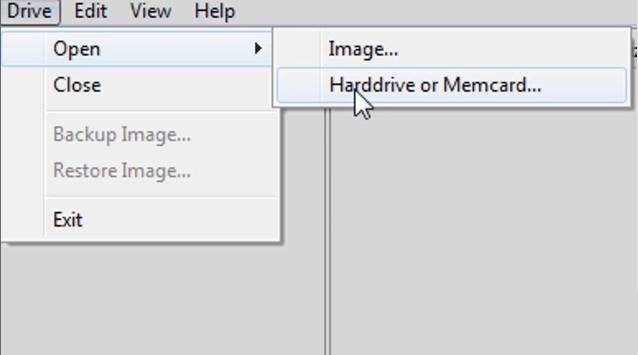 Drive Edit View Help
Open
Image...
Close
Harddrive or Memcard...
Backup Image...
Restore Image...
Exit